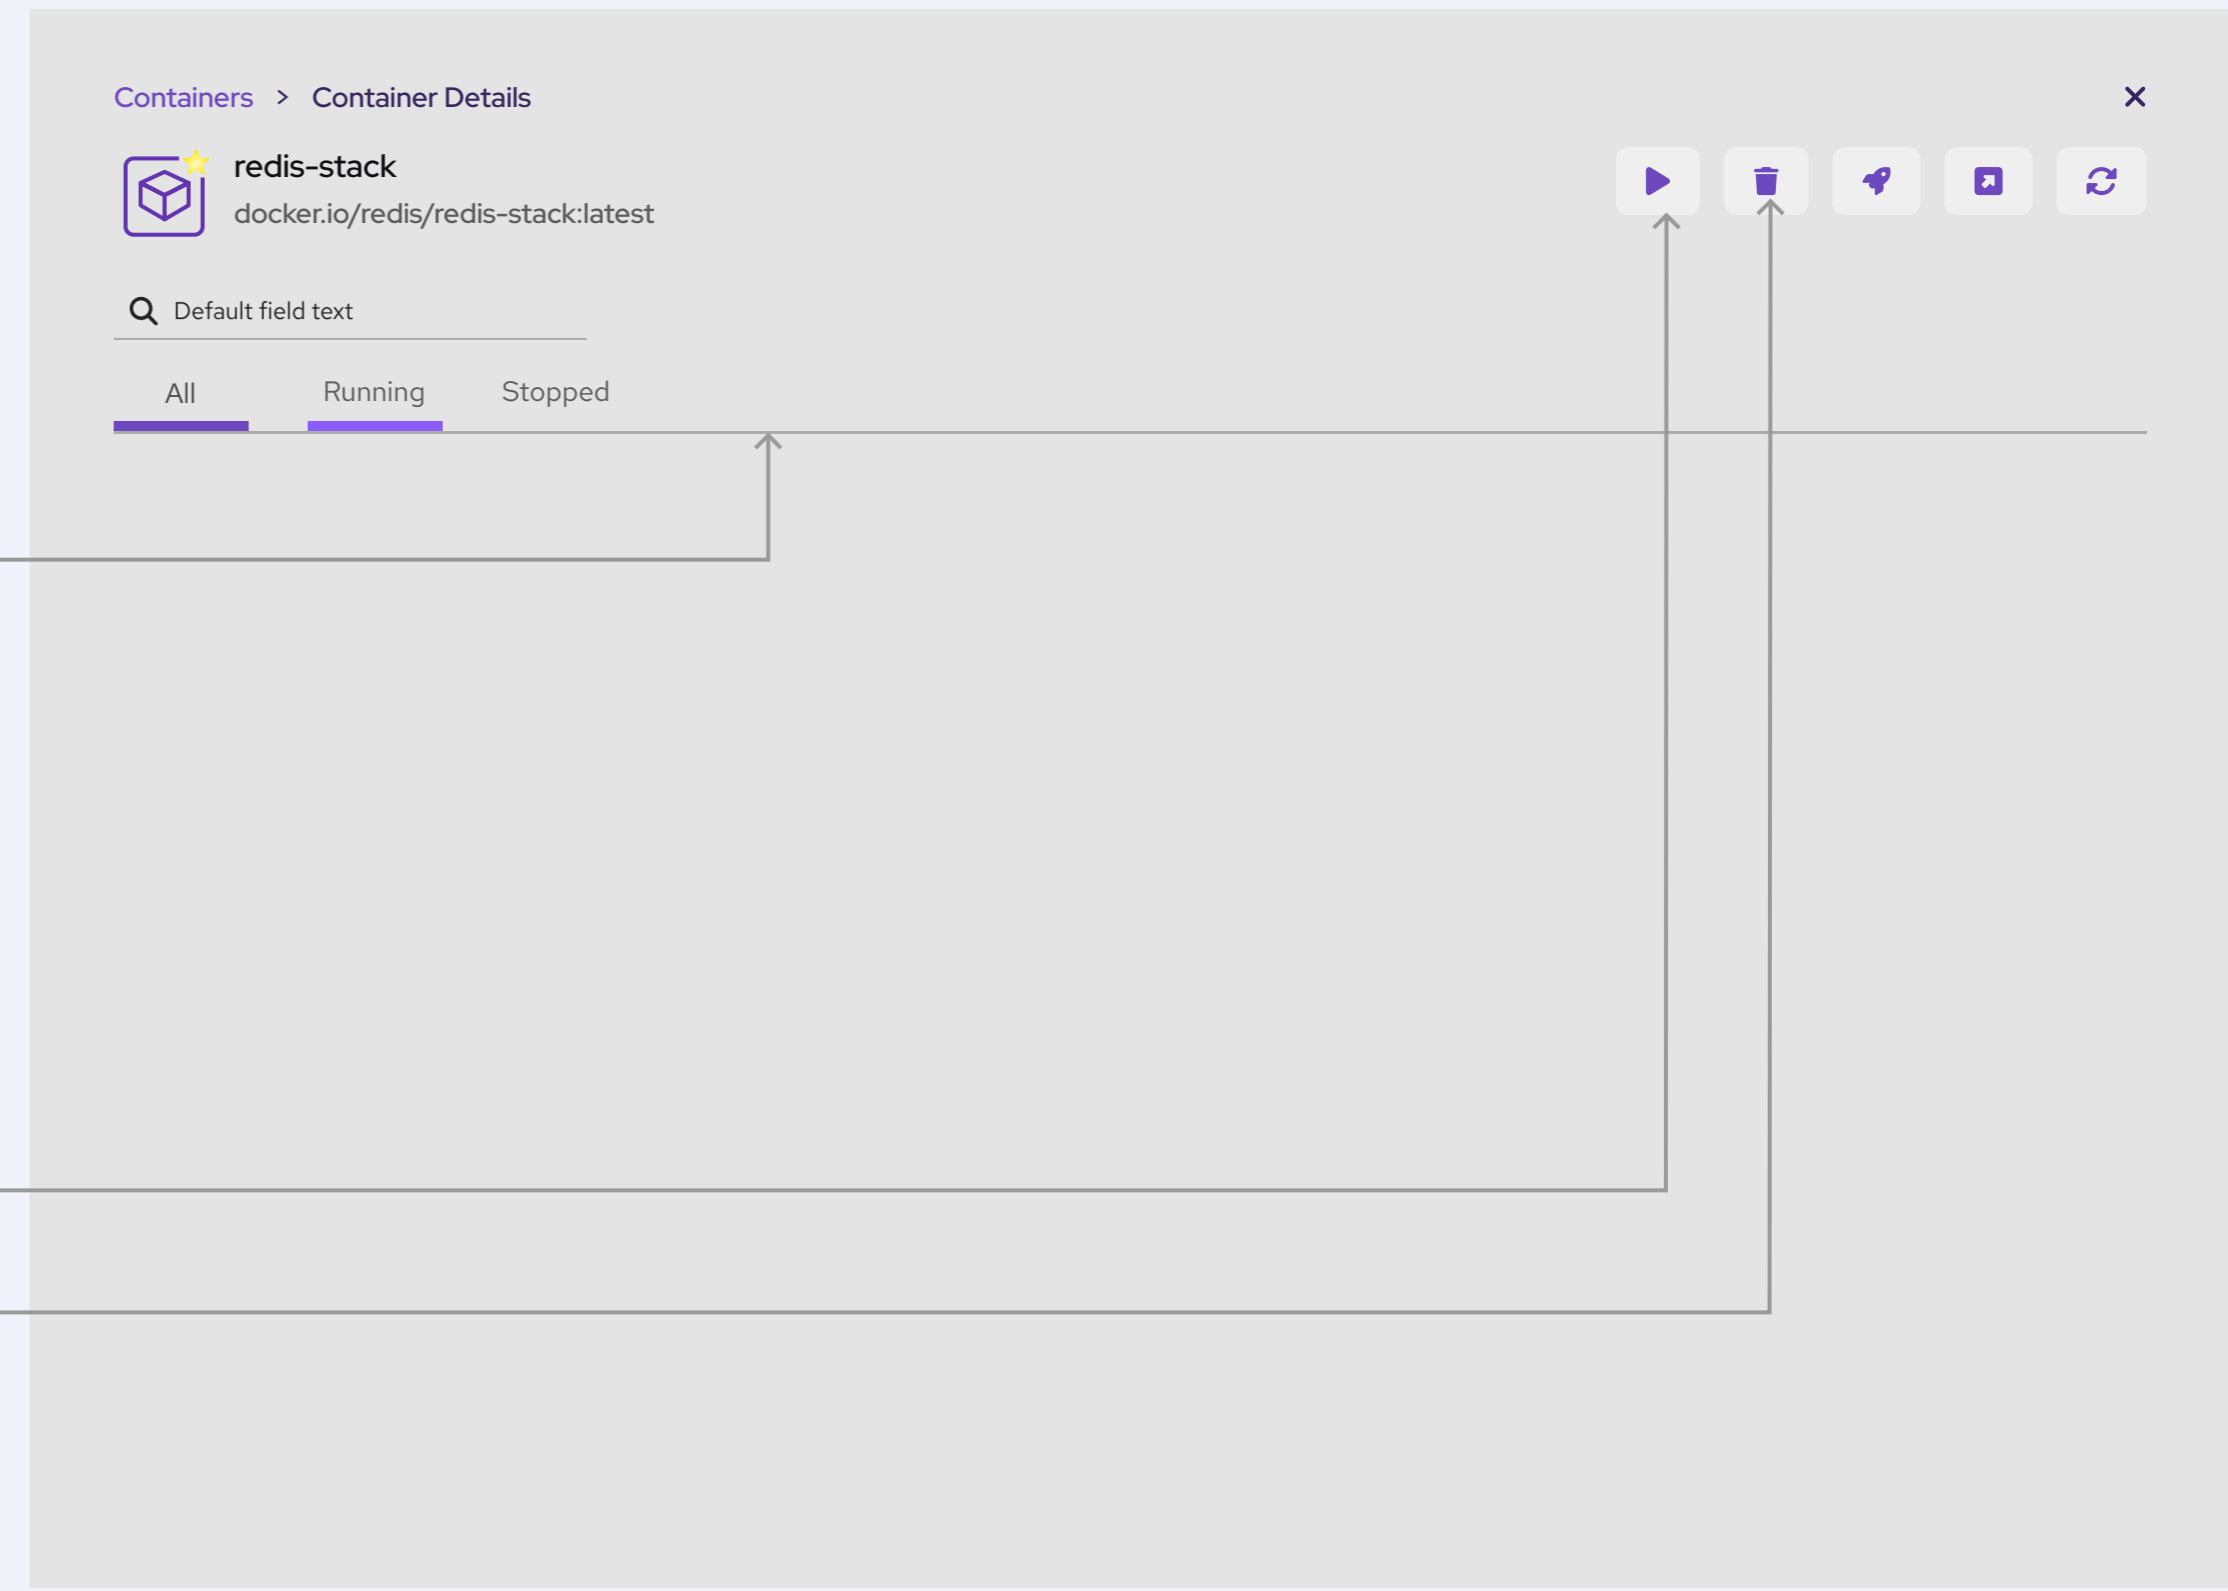 Containers > Container Details
redis-stack
docker.io/redis/redis-stack:latest
Default field text
All Running Stopped